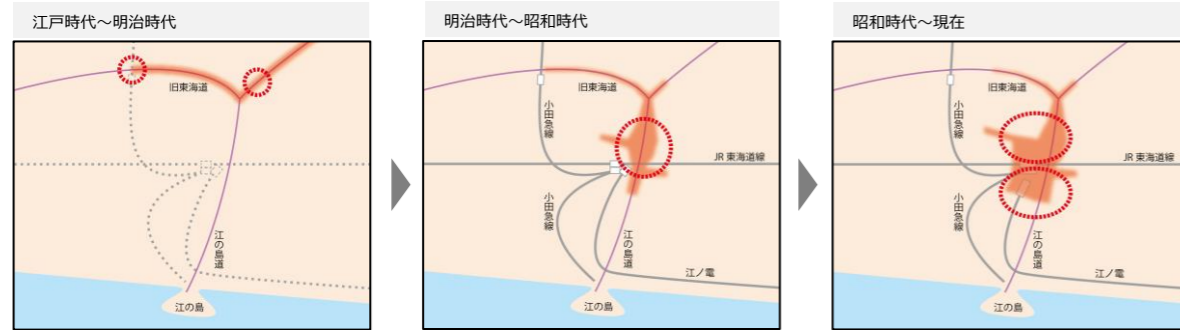 江戸時代～明治時代
旧東海道
江の島道
江の島
明治時代～昭和時代
旧東海道
小田急線
JR 東海道線
小田急線
江の島道
江ノ電
江の島
昭和時代～現在
旧東海道
小田急線
JR 東海道線
小田急線
江の島道
江ノ電
江の島